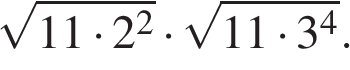 √(11 · 2²) · √(11 · 3⁴).